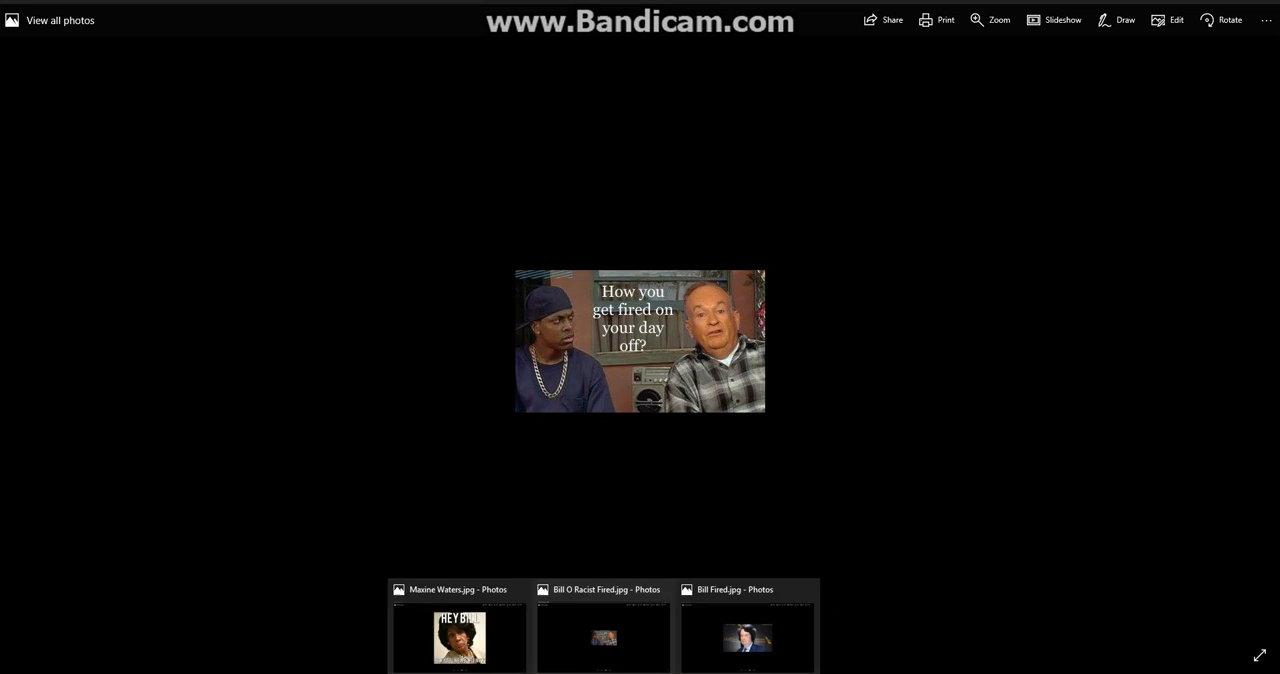 View all photos
www.Bandicam.com
Share
Print
Zoom
Slideshow
Draw
Edit
Rotate
How you
get fired on
your day
off?
Maxine Waters.jpg - Photos
Bill O Racist Fired.jpg - Photos
Bill Fired.jpg - Photos
HEY BILL